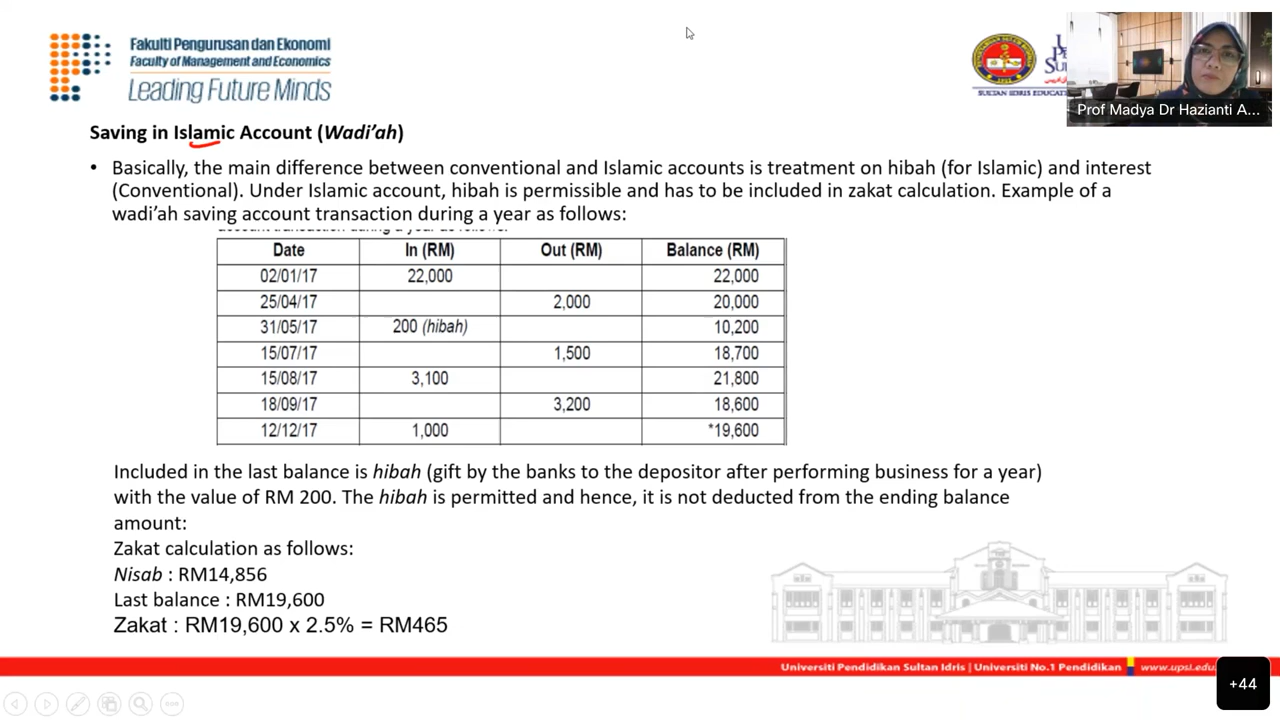 Fakulti Pengurusan dan Ekonomi
Faculty of Management and Economics
Leading Future Minds
SULTAN IDRIS EDUCAT
Prof Madya Dr Hazianti A...
Saving in Islamic Account (Wadi’ah)
• Basically, the main difference between conventional and Islamic accounts is treatment on hibah (for Islamic) and interest
(Conventional). Under Islamic account, hibah is permissible and has to be included in zakat calculation. Example of a
wadi’ah saving account transaction during a year as follows:
Date In (RM) Out (RM) Balance (RM)
02/01/17 22,000 22,000
25/04/17 2,000 20,000
31/05/17 200 (hibah) 10,200
15/07/17 1,500 18,700
15/08/17 3,100 21,800
18/09/17 3,200 18,600
12/12/17 1,000 *19,600
Included in the last balance is hibah (gift by the banks to the depositor after performing business for a year)
with the value of RM 200. The hibah is permitted and hence, it is not deducted from the ending balance
amount:
Zakat calculation as follows:
Nisab : RM14,856
Last balance : RM19,600
Zakat : RM19,600 x 2.5% = RM465
Universiti Pendidikan Sultan Idris | Universiti No.1 Pendidikan www.upsi.edu.
+44